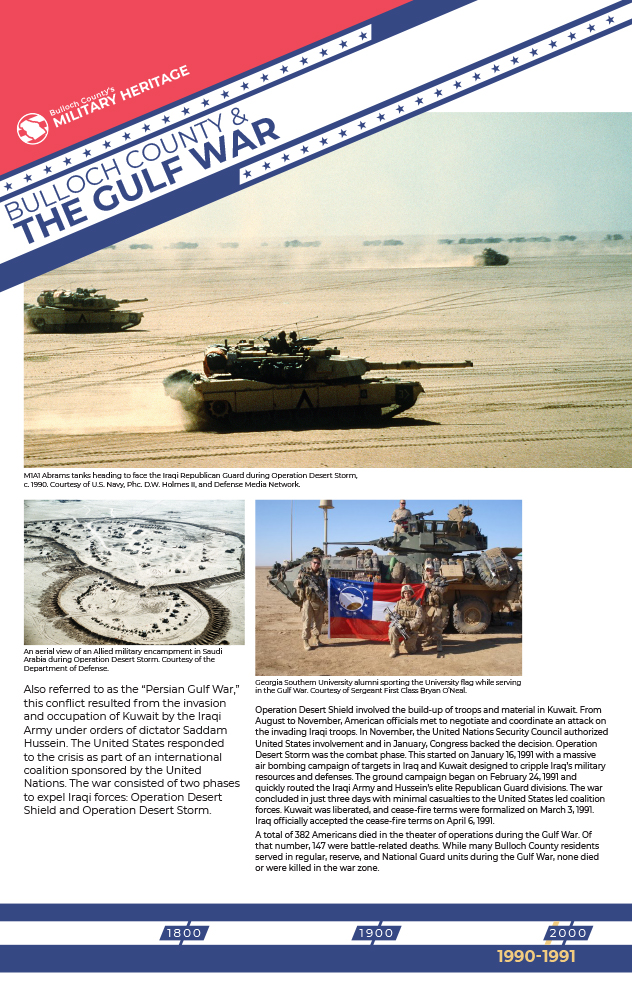 Bulloch County's
MILITARY HERITAGE
BULLOCH COUNTY &
THE GULF WAR
M1A1 Abrams tanks heading to face the Iraqi Republican Guard during Operation Desert Storm,
c. 1990. Courtesy of U.S. Navy, Phc. D.W. Holmes II, and Defense Media Network.
An aerial view of an Allied military encampment in Saudi
Arabia during Operation Desert Storm. Courtesy of the
Department of Defense.
Georgia Southern University alumni sporting the University flag while serving
in the Gulf War. Courtesy of Sergeant First Class Bryan O'Neal.
Also referred to as the “Persian Gulf War,”
this conflict resulted from the invasion
and occupation of Kuwait by the Iraqi
Army under orders of dictator Saddam
Hussein. The United States responded
to the crisis as part of an international
coalition sponsored by the United
Nations. The war consisted of two phases
to expel Iraqi forces: Operation Desert
Shield and Operation Desert Storm.
Operation Desert Shield involved the build-up of troops and material in Kuwait. From
August to November, American officials met to negotiate and coordinate an attack on
the invading Iraqi troops. In November, the United Nations Security Council authorized
United States involvement and in January, Congress backed the decision. Operation
Desert Storm was the combat phase. This started on January 16, 1991 with a massive
air bombing campaign of targets in Iraq and Kuwait designed to cripple Iraq's military
resources and defenses. The ground campaign began on February 24, 1991 and
quickly routed the Iraqi Army and Hussein's elite Republican Guard divisions. The war
concluded in just three days with minimal casualties to the United States led coalition
forces. Kuwait was liberated, and cease-fire terms were formalized on March 3, 1991.
Iraq officially accepted the cease-fire terms on April 6, 1991.
A total of 382 Americans died in the theater of operations during the Gulf War. Of
that number, 147 were battle-related deaths. While many Bulloch County residents
served in regular, reserve, and National Guard units during the Gulf War, none died
or were killed in the war zone.
1800
1900
2000
1990-1991